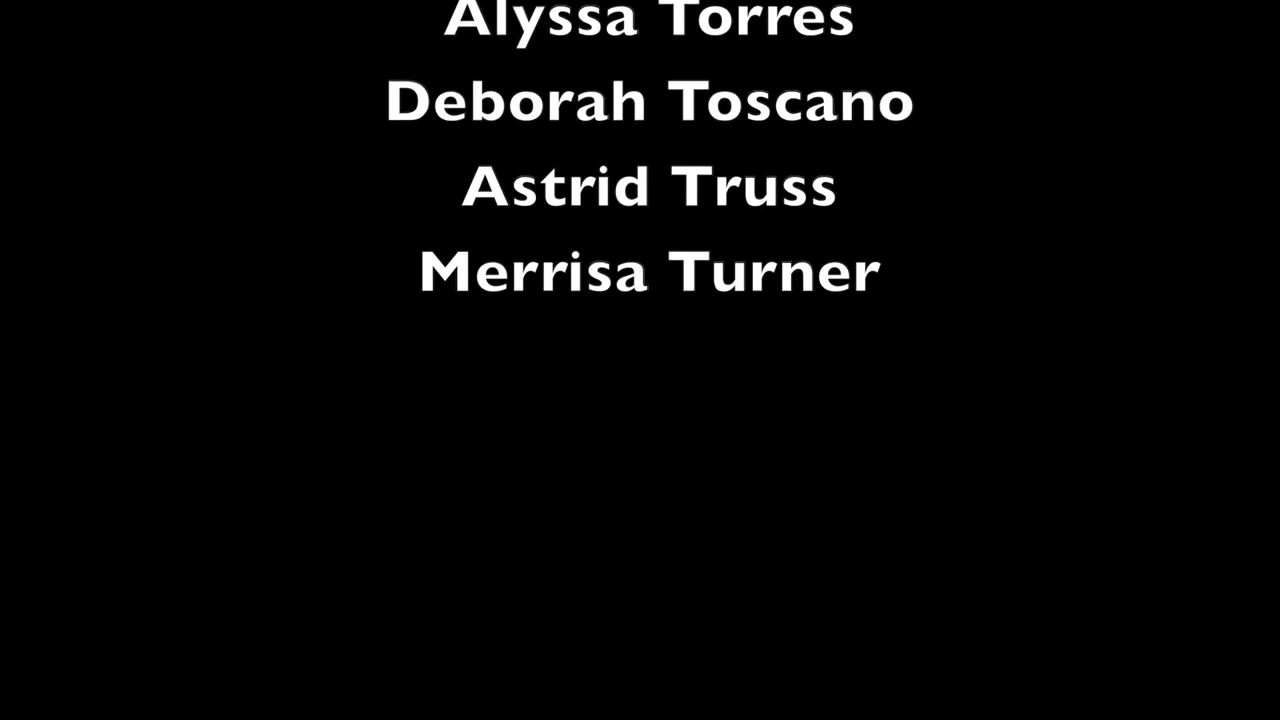 Alyssa Torres
Deborah Toscano
Astrid Truss
Merrisa Turner